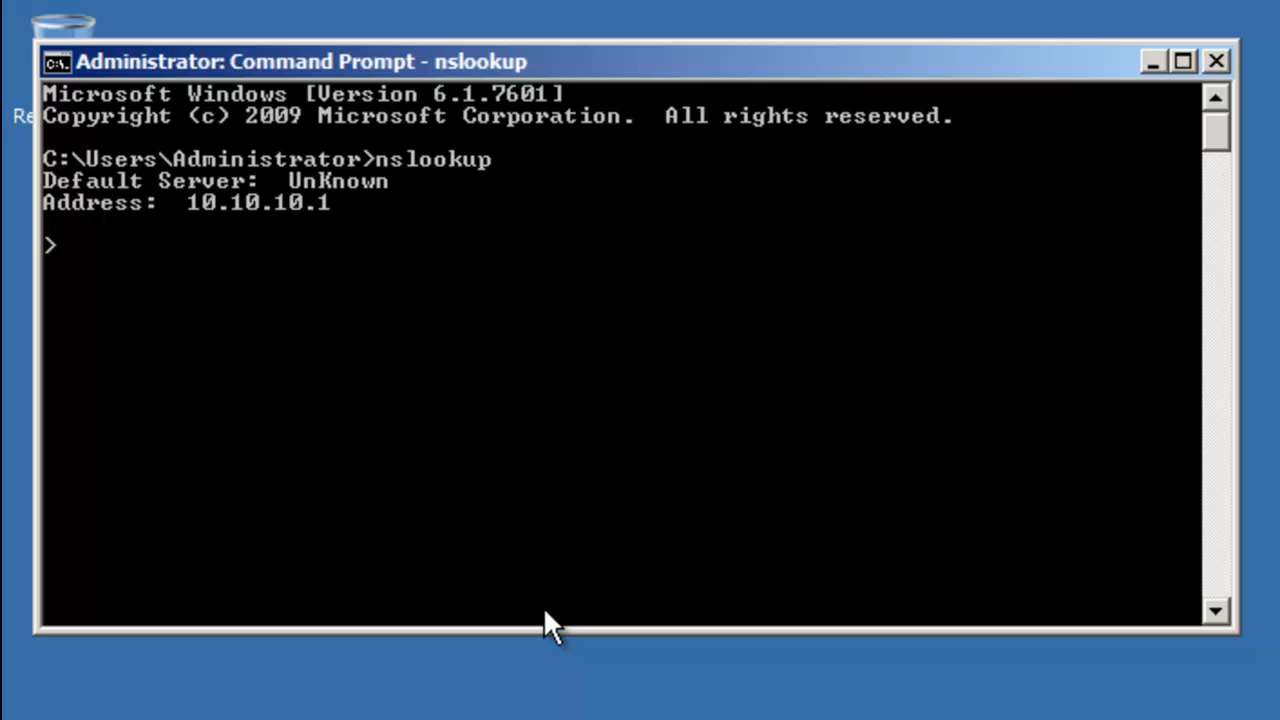 Administrator: Command Prompt - nslookup
Microsoft Windows [Version 6.1.7601]
Copyright (c) 2009 Microsoft Corporation.  All rights reserved.
C:\Users\Administrator>nslookup
Default Server:  UnKnown
Address:  10.10.10.1
>